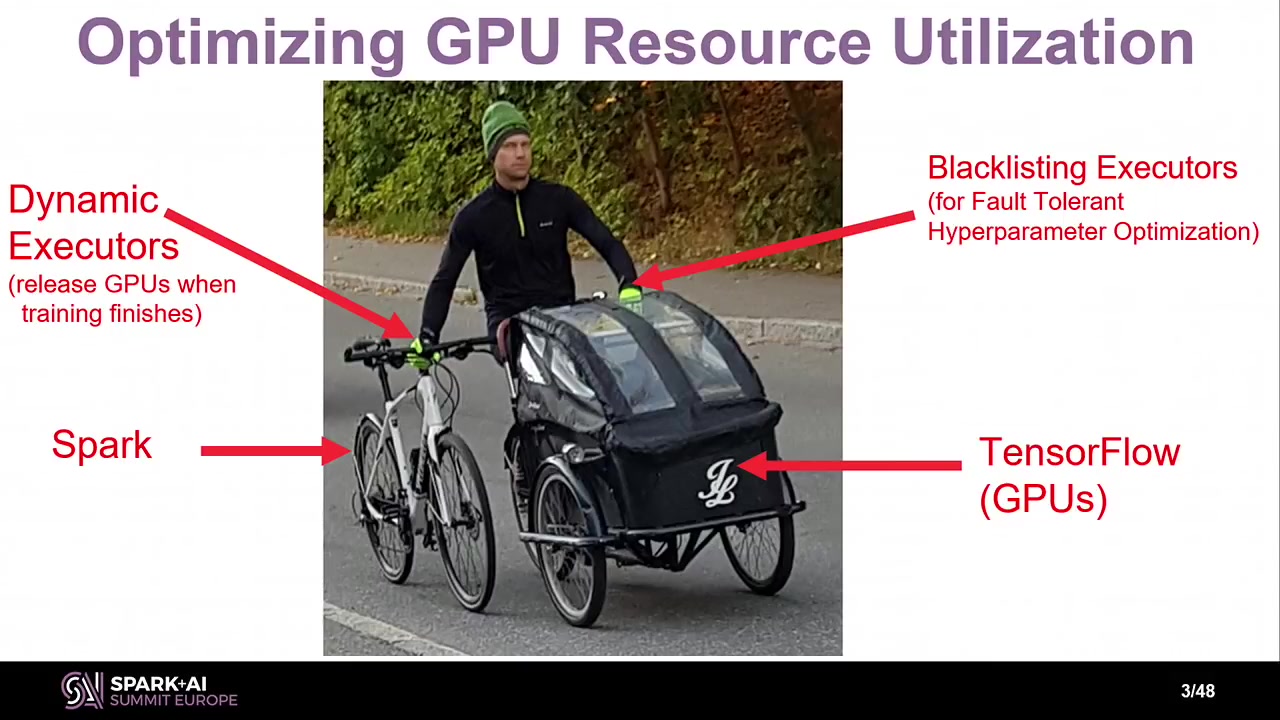 Optimizing GPU Resource Utilization
Dynamic
Executors
(release GPUs when
training finishes)
Blacklisting Executors
(for Fault Tolerant
Hyperparameter Optimization)
Spark
TensorFlow
(GPUs)
JL
SPARK+AI
SUMMIT EUROPE
3/48